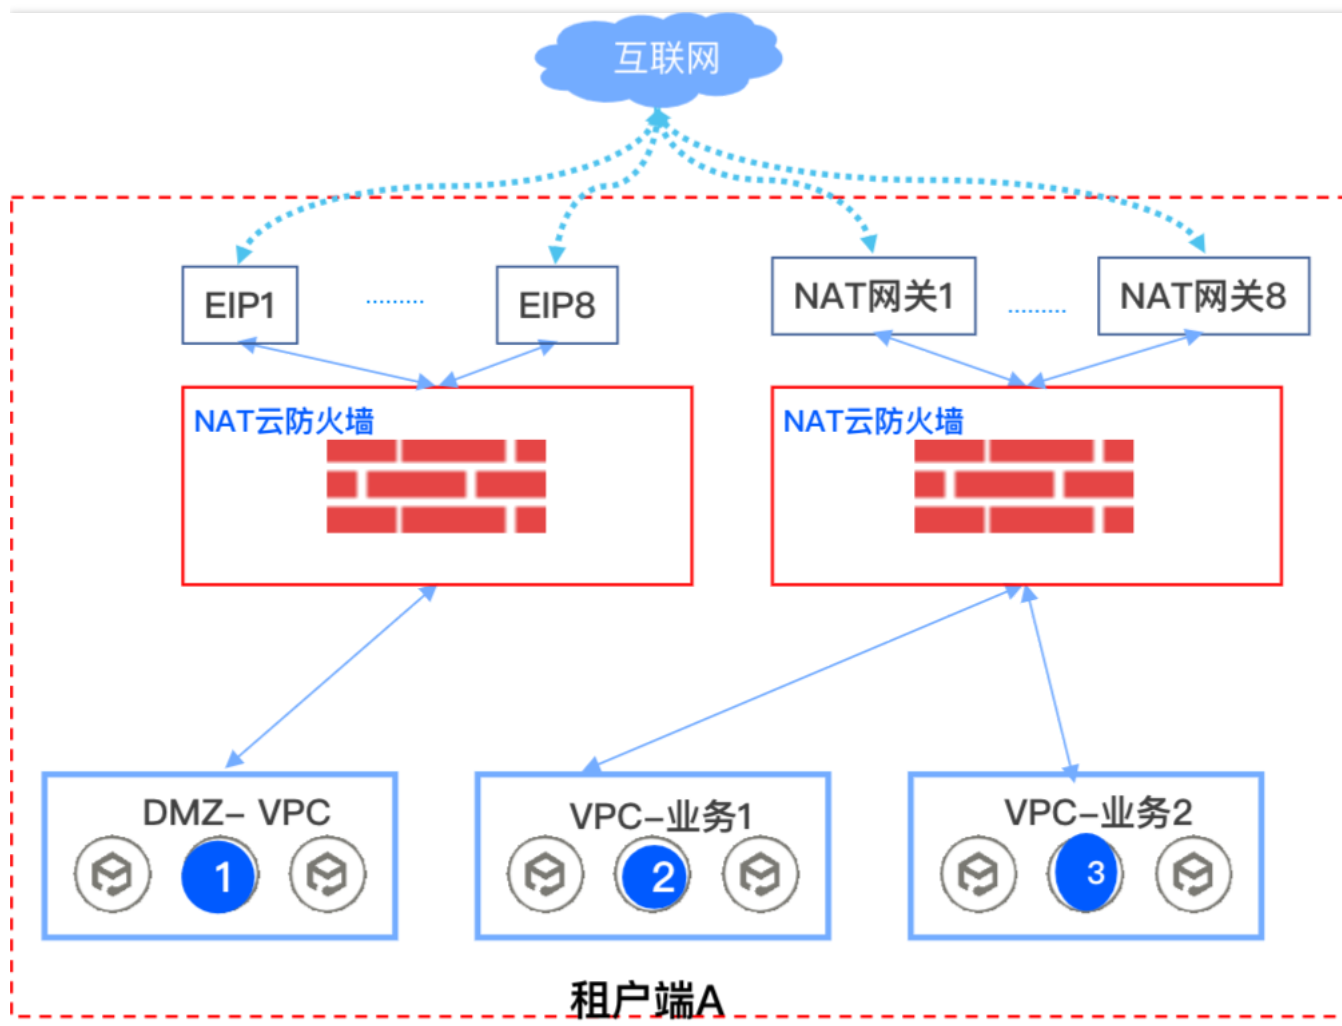 互联网
EIP1
.........
EIP8
NAT网关1
.........
NAT网关8
NAT云防火墙
NAT云防火墙
DMZ- VPC
VPC-业务1
VPC-业务2
1
2
3
租户端A